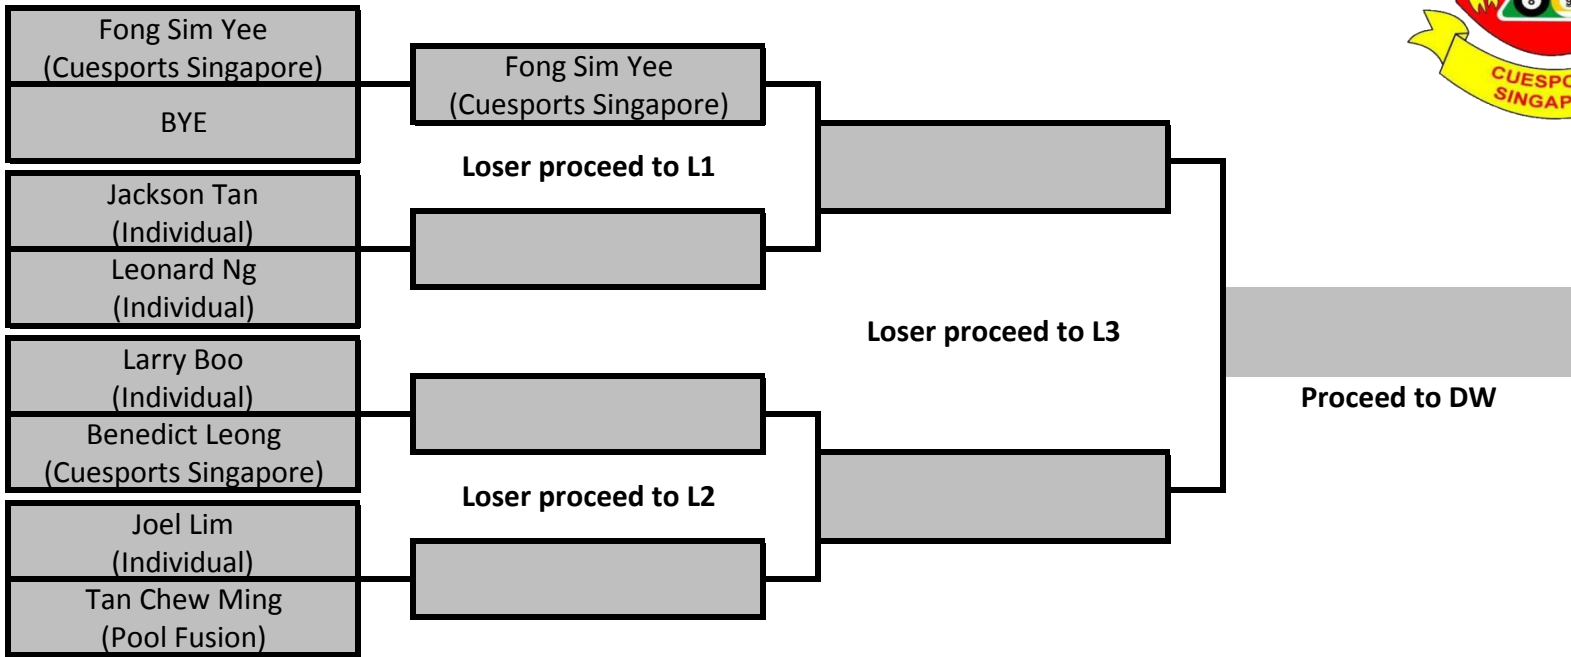 Fong Sim Yee
(Cuesports Singapore)
BYE
Jackson Tan
(Individual)
Leonard Ng
(Individual)
Larry Boo
(Individual)
Benedict Leong
(Cuesports Singapore)
Joel Lim
(Individual)
Tan Chew Ming
(Pool Fusion)
Fong Sim Yee
(Cuesports Singapore)
Loser proceed to L1
Loser proceed to L2
Loser proceed to L3
Proceed to DW
8